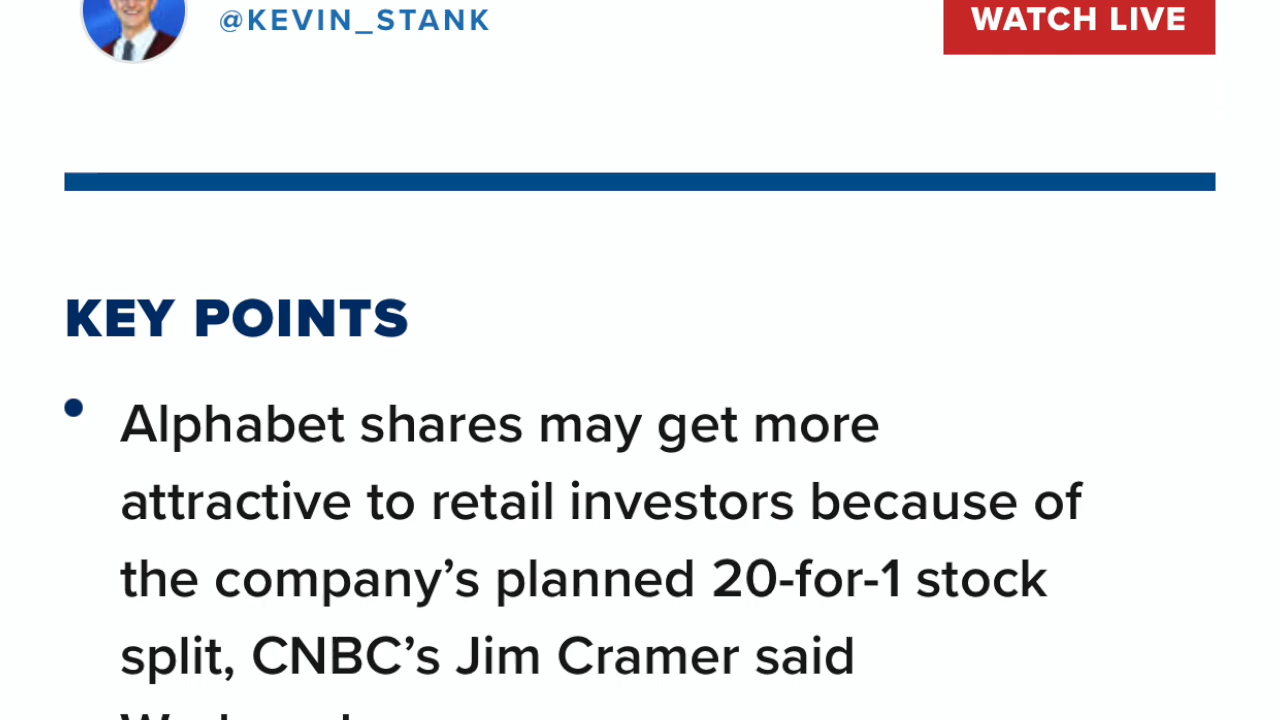 @KEVIN_STANK
WATCH LIVE
KEY POINTS
• Alphabet shares may get more
attractive to retail investors because of
the company’s planned 20-for-1 stock
split, CNBC’s Jim Cramer said